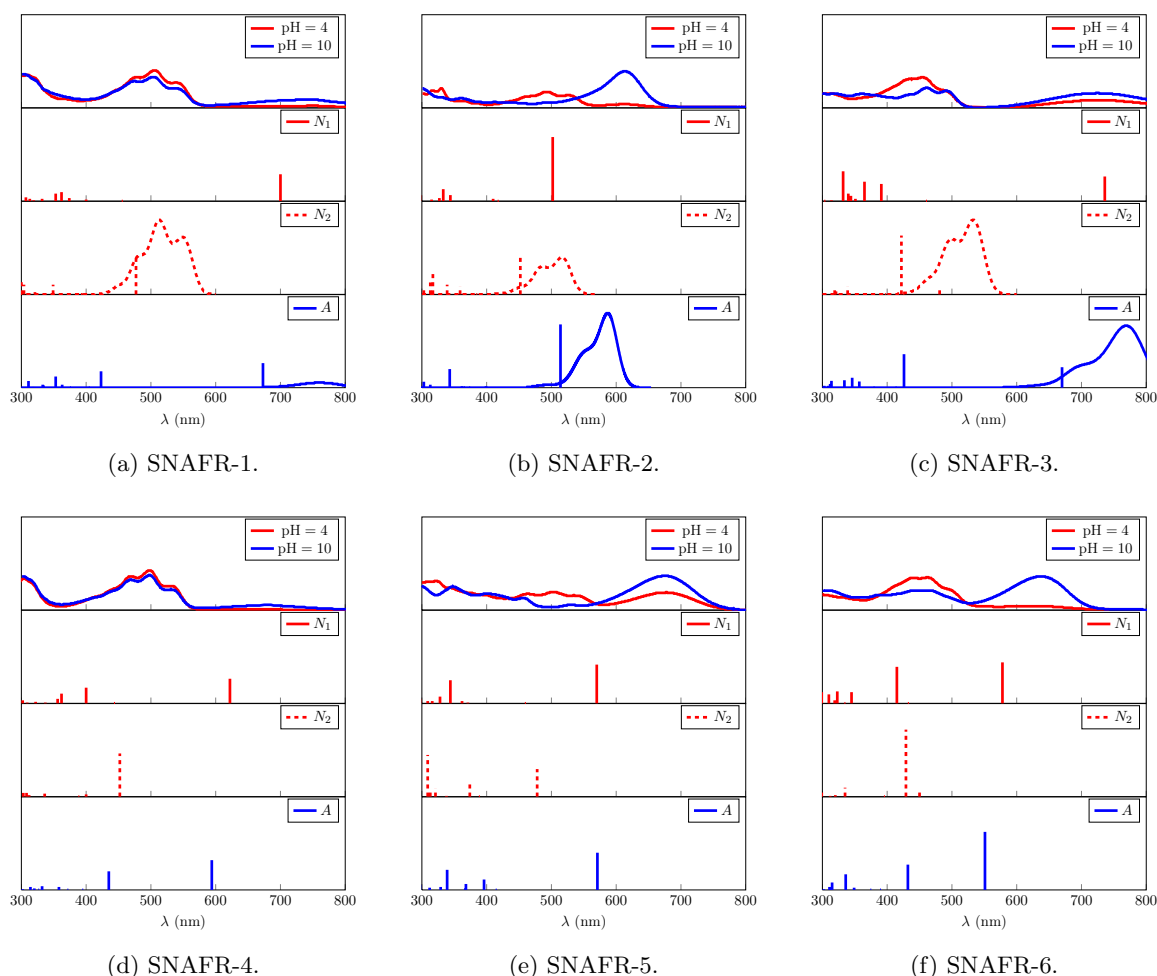 pH = 4
pH = 10
N1
N2
A
300 400 500 600 700 800
λ (nm)
(a) SNAFR-1.
pH = 4
pH = 10
N1
N2
A
300 400 500 600 700 800
λ (nm)
(b) SNAFR-2.
pH = 4
pH = 10
N1
N2
A
300 400 500 600 700 800
λ (nm)
(c) SNAFR-3.
pH = 4
pH = 10
N1
N2
A
300 400 500 600 700 800
λ (nm)
(d) SNAFR-4.
pH = 4
pH = 10
N1
N2
A
300 400 500 600 700 800
λ (nm)
(e) SNAFR-5.
pH = 4
pH = 10
N1
N2
A
300 400 500 600 700 800
λ (nm)
(f) SNAFR-6.